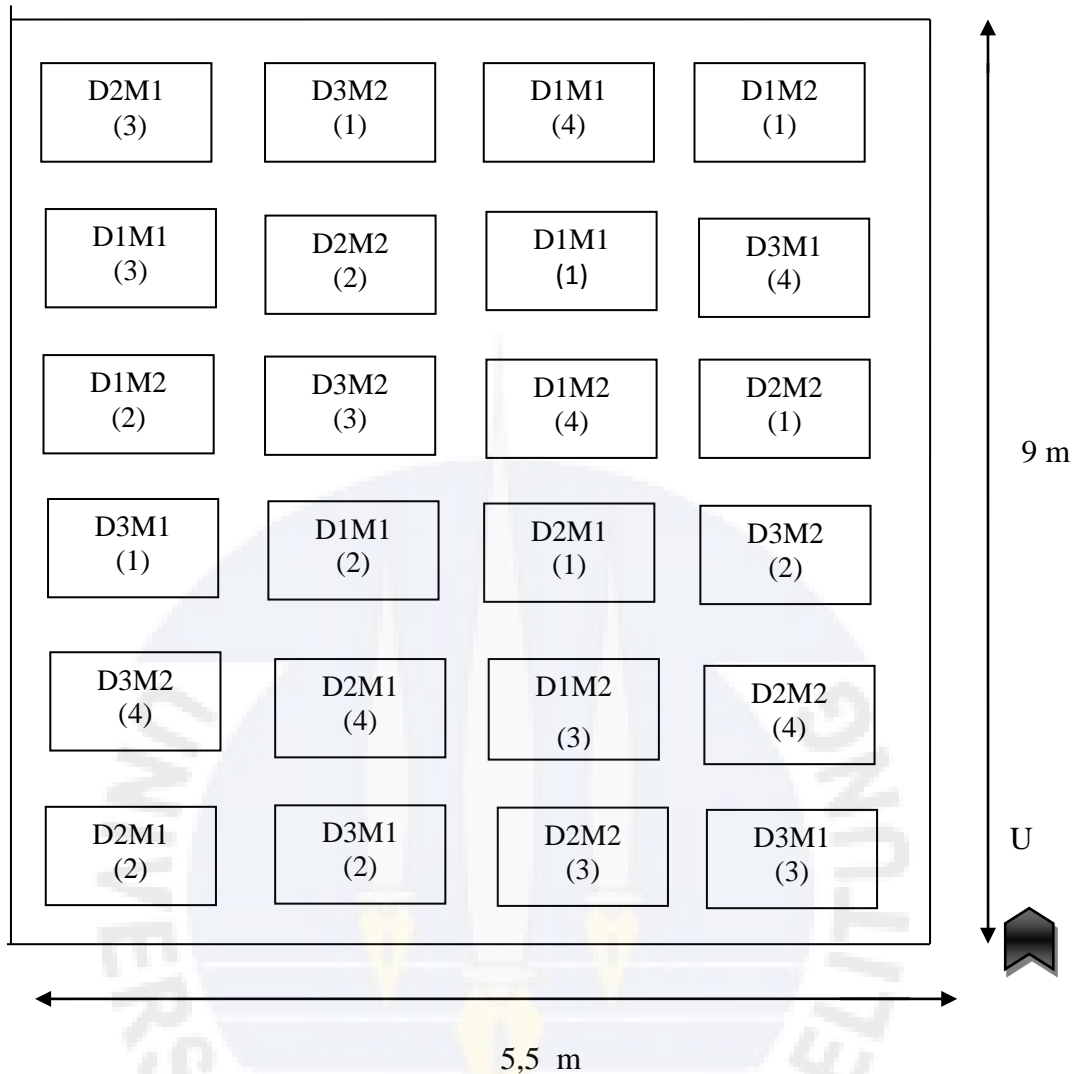 D2M1
(3)
D3M2
(1)
D1M1
(4)
D1M2
(1)
D1M1
(3)
D2M2
(2)
D1M1
(1)
D3M1
(4)
D1M2
(2)
D3M2
(3)
D1M2
(4)
D2M2
(1)
9 m
D3M1
(1)
D1M1
(2)
D2M1
(1)
D3M2
(2)
D3M2
(4)
D2M1
(4)
D1M2
(3)
D2M2
(4)
D2M1
(2)
D3M1
(2)
D2M2
(3)
D3M1
(3)
U
5,5 m